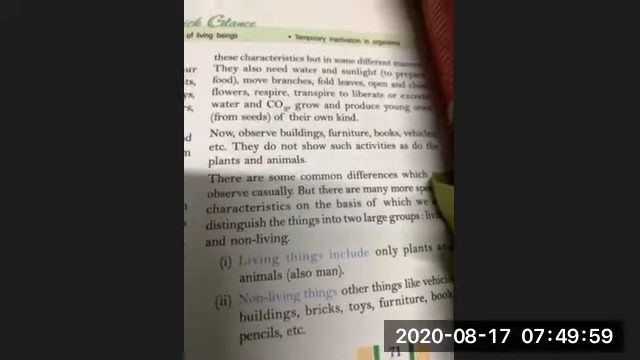 ick Glance
of living beings
• Temporary inactivation in organisms
these characteristics but in some different manner
They also need water and sunlight (to prepare
food), move branches, fold leaves, open and close
flowers, respire, transpire to liberate or excrete
water and CO₂, grow and produce young ones
(from seeds) of their own kind.
Now, observe buildings, furniture, books, vehicles
etc. They do not show such activities as do the
plants and animals.
There are some common differences which
observe casually. But there are many more
characteristics on the basis of which we
distinguish the things into two large groups :
and non-living.
(i) Living things include only plants and
animals (also man).
(ii) Non-living things other things like
buildings, bricks, toys, furniture,
pencils, etc.
71
2020-08-17 07:49:59